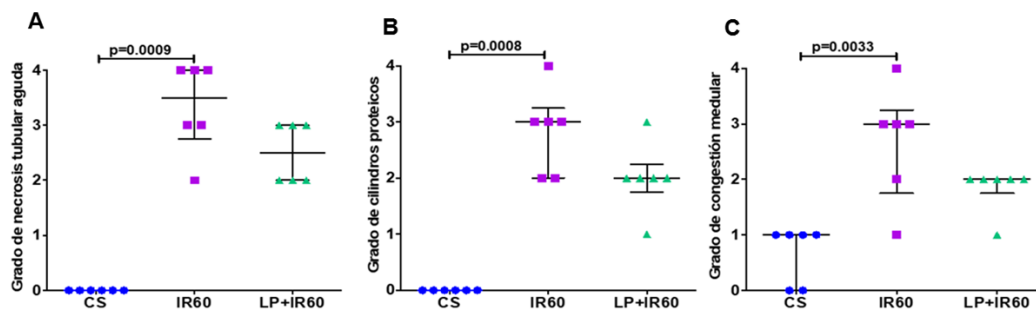 A
p=0.0009
Grado de necrosis tubular aguda
4
3
2
1
0
CS IR60 LP+IR60
B
p=0.0008
Grado de cilindros proteicos
4
3
2
1
0
CS IR60 LP+IR60
C
p=0.0033
Grado de congestión medular
4
3
2
1
0
CS IR60 LP+IR60